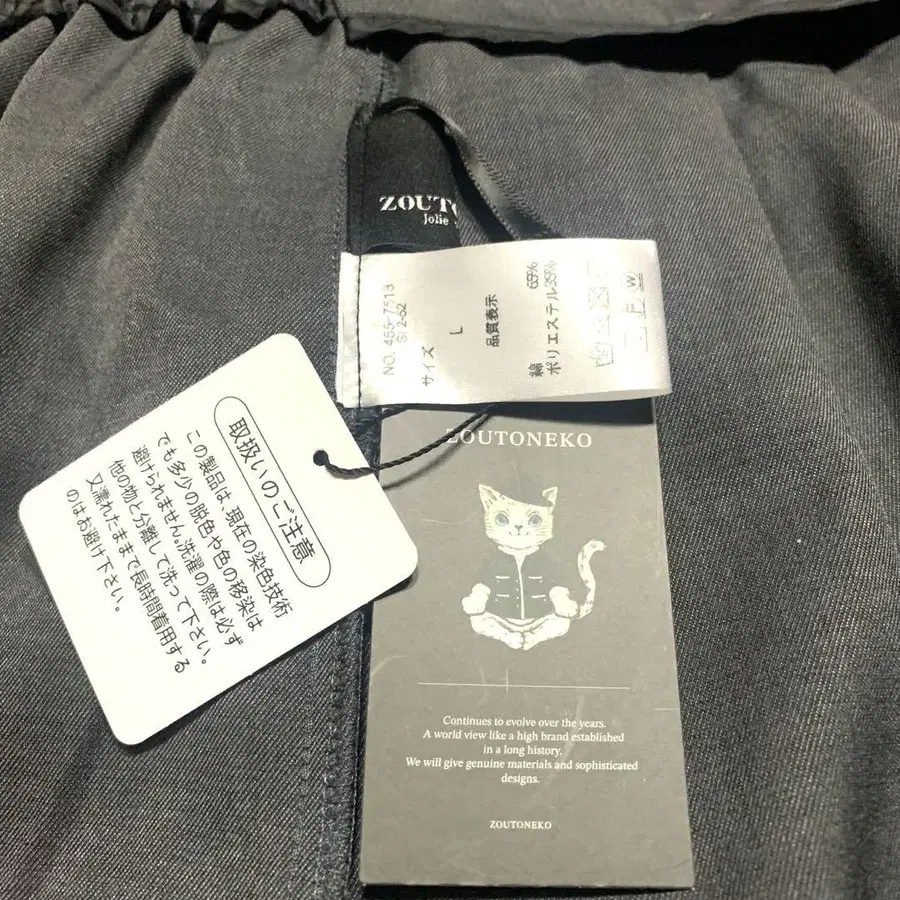 ZOUT
Jolie
NO. 455-7518
サイズ
L
品質表示
綿
ポリエステル
取扱いのご注意
この製品は、現在の染色技術
でも多少の脱色や色の移染は
避けられません。洗濯の際は必ず
他の物と分離して洗って下さい。
又濡れたままで長時間着用する
のはお避け下さい。
ZOUTONEKO
Continues to evolve over the years.
A world view like a high brand established
in a long history.
We will give genuine materials and sophisticated
designs.
ZOUTONEKO